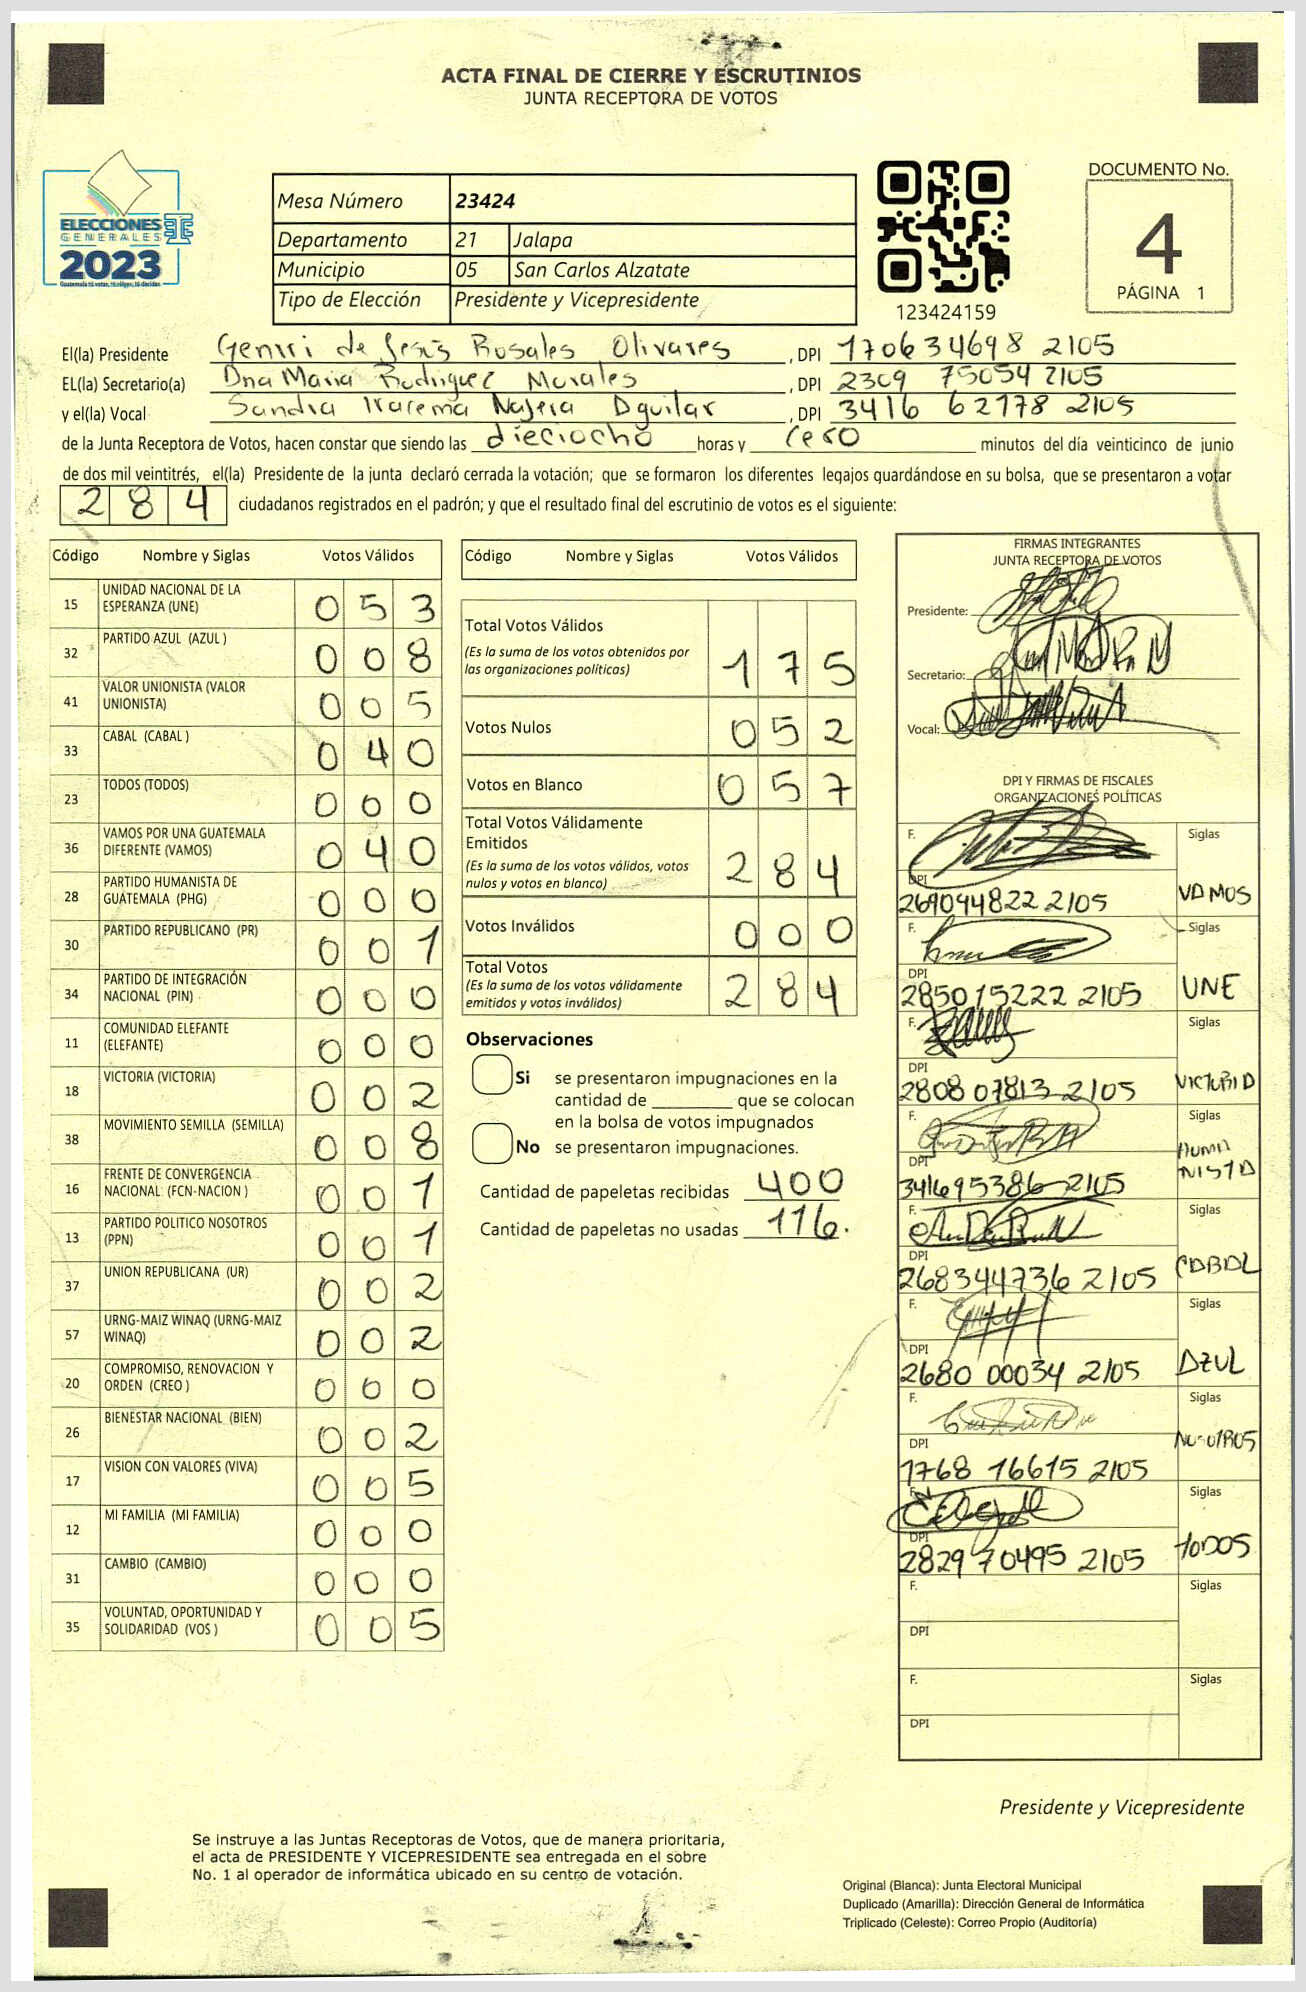 ACTA FINAL DE CIERRE Y ESCRUTINIOS
JUNTA RECEPTORA DE VOTOS
ELECCIONES
GENERALES
2023
Guatemala tú votas, tú eliges, tú decides
Mesa Número 23424
Departamento 21 Jalapa
Municipio 05 San Carlos Alzatate
Tipo de Elección Presidente y Vicepresidente
123424159
DOCUMENTO No.
4
PÁGINA 1
El(la) Presidente Gemri de Jesús Rosales Olivares , DPI 170634698 2105
EL(la) Secretario(a) Ana Maria Rodriguez Morales , DPI 2309 75054 2105
y el(la) Vocal Sandra Iracema Najera Aguilar , DPI 3416 62178 2105
de la Junta Receptora de Votos, hacen constar que siendo las dieciocho horas y cero minutos del día veinticinco de junio
de dos mil veintitrés, el(la) Presidente de la junta declaró cerrada la votación; que se formaron los diferentes legajos guardándose en su bolsa, que se presentaron a votar
284 ciudadanos registrados en el padrón; y que el resultado final del escrutinio de votos es el siguiente:
Código Nombre y Siglas Votos Válidos
15 UNIDAD NACIONAL DE LA ESPERANZA (UNE) 053
32 PARTIDO AZUL (AZUL ) 008
41 VALOR UNIONISTA (VALOR UNIONISTA) 005
33 CABAL (CABAL ) 040
23 TODOS (TODOS) 000
36 VAMOS POR UNA GUATEMALA DIFERENTE (VAMOS) 040
28 PARTIDO HUMANISTA DE GUATEMALA (PHG) 000
30 PARTIDO REPUBLICANO (PR) 001
34 PARTIDO DE INTEGRACIÓN NACIONAL (PIN) 000
11 COMUNIDAD ELEFANTE (ELEFANTE) 000
18 VICTORIA (VICTORIA) 002
38 MOVIMIENTO SEMILLA (SEMILLA) 008
16 FRENTE DE CONVERGENCIA NACIONAL (FCN-NACION ) 001
13 PARTIDO POLITICO NOSOTROS (PPN) 001
37 UNION REPUBLICANA (UR) 002
57 URNG-MAIZ WINAQ (URNG-MAIZ WINAQ) 002
20 COMPROMISO, RENOVACION Y ORDEN (CREO ) 000
26 BIENESTAR NACIONAL (BIEN) 002
17 VISION CON VALORES (VIVA) 005
12 MI FAMILIA (MI FAMILIA) 000
31 CAMBIO (CAMBIO) 000
35 VOLUNTAD, OPORTUNIDAD Y SOLIDARIDAD (VOS ) 005
Código Nombre y Siglas Votos Válidos
Total Votos Válidos
(Es la suma de los votos obtenidos por
las organizaciones políticas) 175
Votos Nulos 052
Votos en Blanco 057
Total Votos Válidamente
Emitidos
(Es la suma de los votos válidos, votos
nulos y votos en blanco) 284
Votos Inválidos 000
Total Votos
(Es la suma de los votos válidamente
emitidos y votos inválidos) 284
Observaciones
Si se presentaron impugnaciones en la
cantidad de ________ que se colocan
en la bolsa de votos impugnados
No se presentaron impugnaciones.
Cantidad de papeletas recibidas 400
Cantidad de papeletas no usadas 116.
FIRMAS INTEGRANTES
JUNTA RECEPTORA DE VOTOS
Presidente:
Secretario:
Vocal:
DPI Y FIRMAS DE FISCALES
ORGANIZACIONES POLÍTICAS
F. Siglas
DPI
269044822 2105 VAMOS
F. Siglas
DPI
285015222 2105 UNE
F. Siglas
DPI
2808 07813 2105 VICTORIA
F. Siglas
DPI
341695386 2105 HUMANISTA
F. Siglas
DPI
268344736 2105 CABAL
F. Siglas
DPI
2680 00034 2105 AZUL
F. Siglas
DPI
1768 16615 2105 NOSOTROS
F. Siglas
DPI
2829 70495 2105 TODOS
F. Siglas
DPI
F. Siglas
DPI
Presidente y Vicepresidente
Se instruye a las Juntas Receptoras de Votos, que de manera prioritaria,
el acta de PRESIDENTE Y VICEPRESIDENTE sea entregada en el sobre
No. 1 al operador de informática ubicado en su centro de votación.
Original (Blanca): Junta Electoral Municipal
Duplicado (Amarilla): Dirección General de Informática
Triplicado (Celeste): Correo Propio (Auditoría)